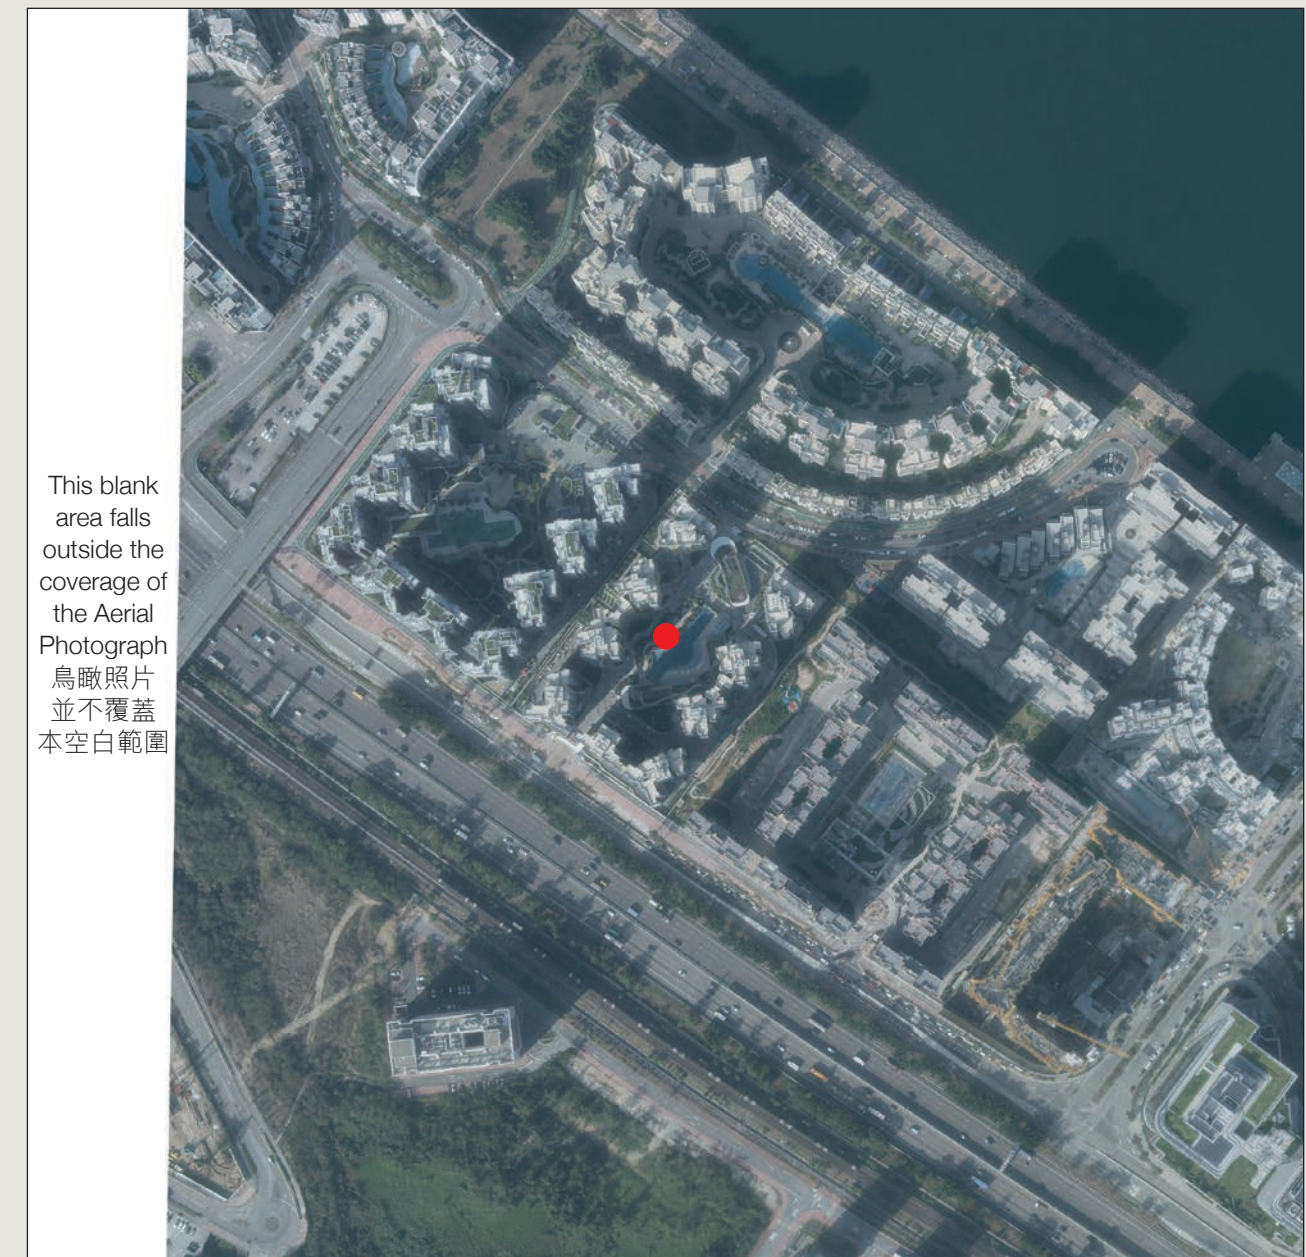 This blank
area falls
outside the
coverage of
the Aerial
Photograph
鳥瞰照片
並不覆蓋
本空白範圍